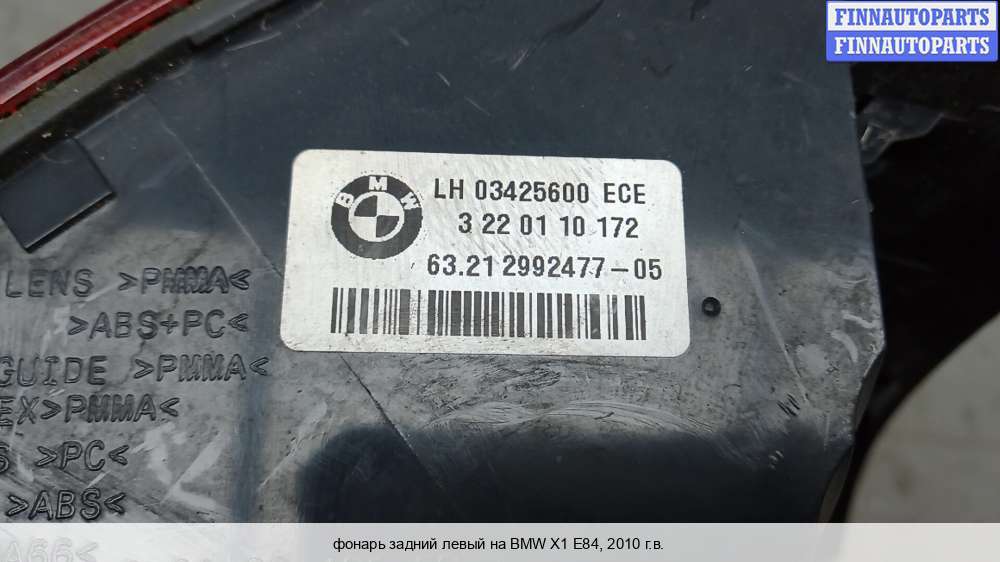 FINNAUTOPARTS
FINNAUTOPARTS
BMW
LH 03425600 ECE
3 22 01 10 172
63.21 2992477-05
LENS >PMMA<
>ABS+PC<
GUIDE >PMMA<
>PMMA<
>PC<
>ABS<
фонарь задний левый на BMW X1 E84, 2010 г.в.